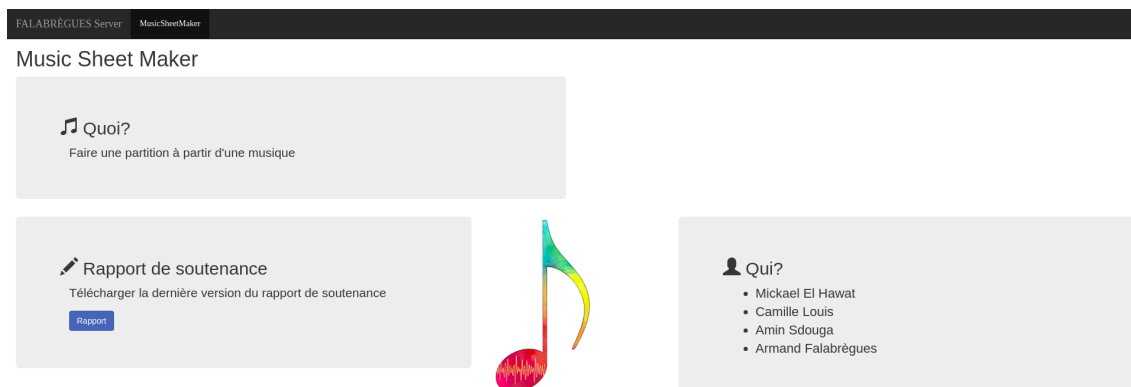 FALABRÈGUES Server MusicSheetMaker
Music Sheet Maker
Quoi?
Faire une partition à partir d'une musique
Rapport de soutenance
Télécharger la dernière version du rapport de soutenance
Rapport
Qui?
Mickael El Hawat
Camille Louis
Amin Sdouga
Armand Falabrègues